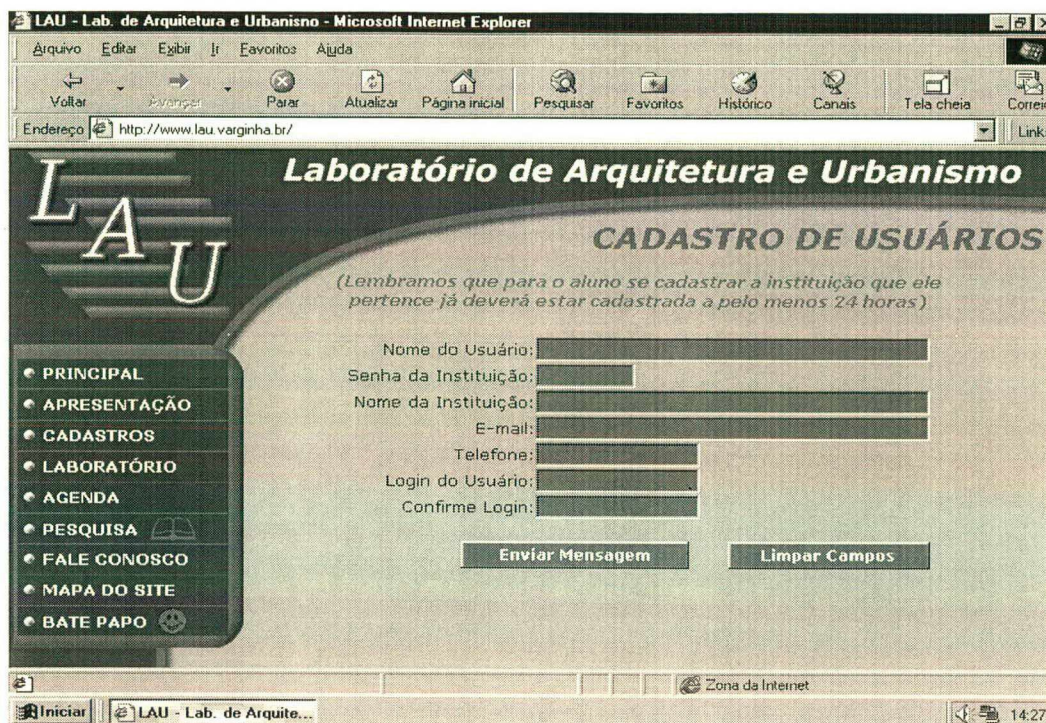 LAU - Lab. de Arquitetura e Urbanisno - Microsoft Internet Explorer
Arquivo Editar Exibir Ir Favoritos Ajuda
Voltar Avançar Parar Atualizar Página inicial Pesquisar Favoritos Histórico Canais Tela cheia Correio
Endereço http://www.lau.varginha.br/ Link
LAU
Laboratório de Arquitetura e Urbanismo
CADASTRO DE USUÁRIOS
(Lembramos que para o aluno se cadastrar a instituição que ele
pertence já deverá estar cadastrada a pelo menos 24 horas)
Nome do Usuário:
Senha da Instituição:
Nome da Instituição:
E-mail:
Telefone:
Login do Usuário:
Confirme Login:
Enviar Mensagem Limpar Campos
PRINCIPAL
APRESENTAÇÃO
CADASTROS
LABORATÓRIO
AGENDA
PESQUISA
FALE CONOSCO
MAPA DO SITE
BATE PAPO
Zona da Internet
Iniciar LAU - Lab. de Arquite... 14:27